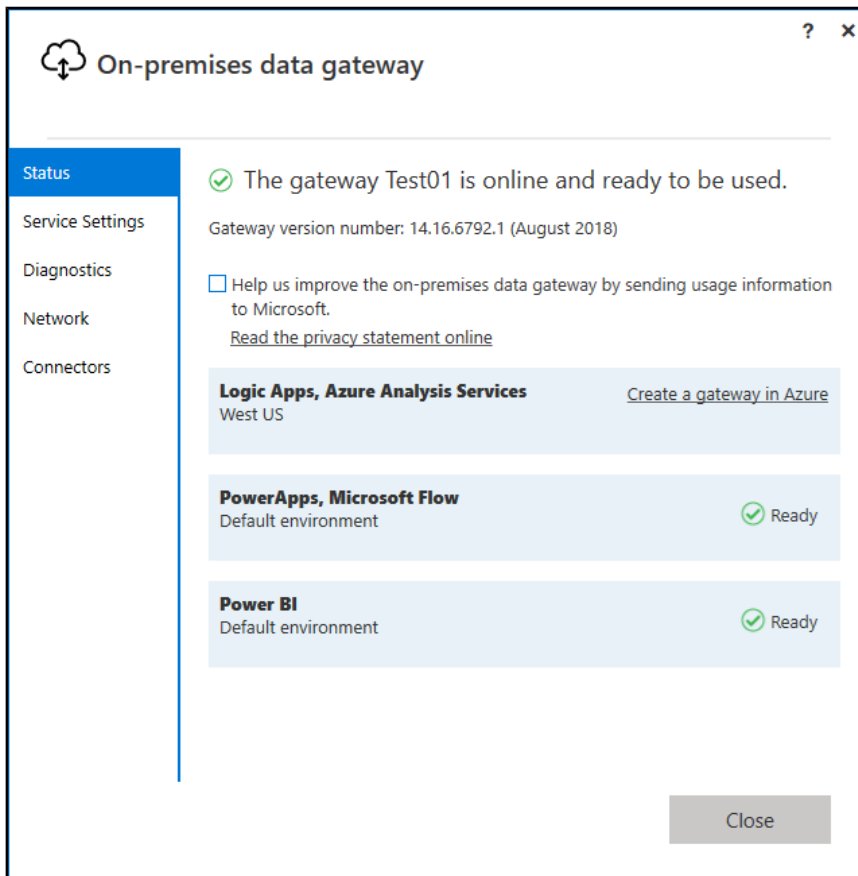 ? ×
On-premises data gateway
Status
Service Settings
Diagnostics
Network
Connectors
The gateway Test01 is online and ready to be used.
Gateway version number: 14.16.6792.1 (August 2018)
Help us improve the on-premises data gateway by sending usage information
to Microsoft.
Read the privacy statement online
Logic Apps, Azure Analysis Services
Create a gateway in Azure
West US
PowerApps, Microsoft Flow
Default environment
Ready
Power BI
Default environment
Ready
Close